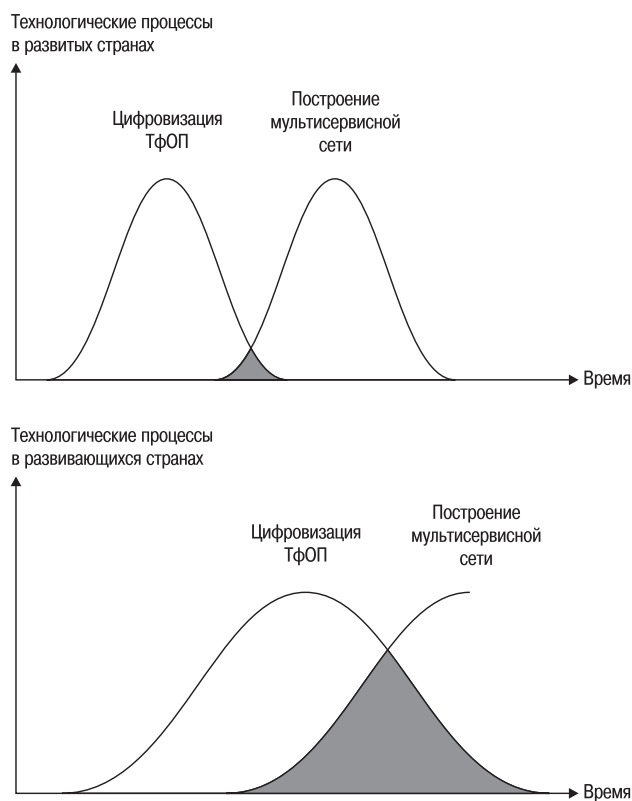 Технологические процессы
в развитых странах
Цифровизация
ТфОП
Построение
мультисервисной
сети
Время
Технологические процессы
в развивающихся странах
Цифровизация
ТфОП
Построение
мультисервисной
сети
Время